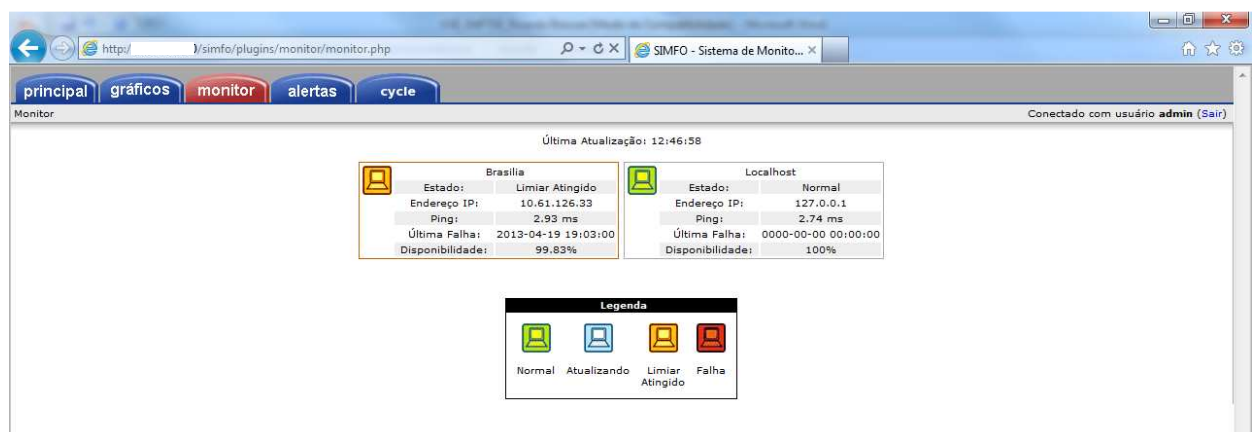 http:/ )/simfo/plugins/monitor/monitor.php
SIMFO - Sistema de Monito...
principal gráficos monitor alertas cycle
Monitor
Conectado com usuário admin (Sair)
Última Atualização: 12:46:58
Brasilia
Estado: Limiar Atingido
Endereço IP: 10.61.126.33
Ping: 2.93 ms
Última Falha: 2013-04-19 19:03:00
Disponibilidade: 99.83%
Localhost
Estado: Normal
Endereço IP: 127.0.0.1
Ping: 2.74 ms
Última Falha: 0000-00-00 00:00:00
Disponibilidade: 100%
Legenda
Normal
Atualizando
Limiar
Atingido
Falha